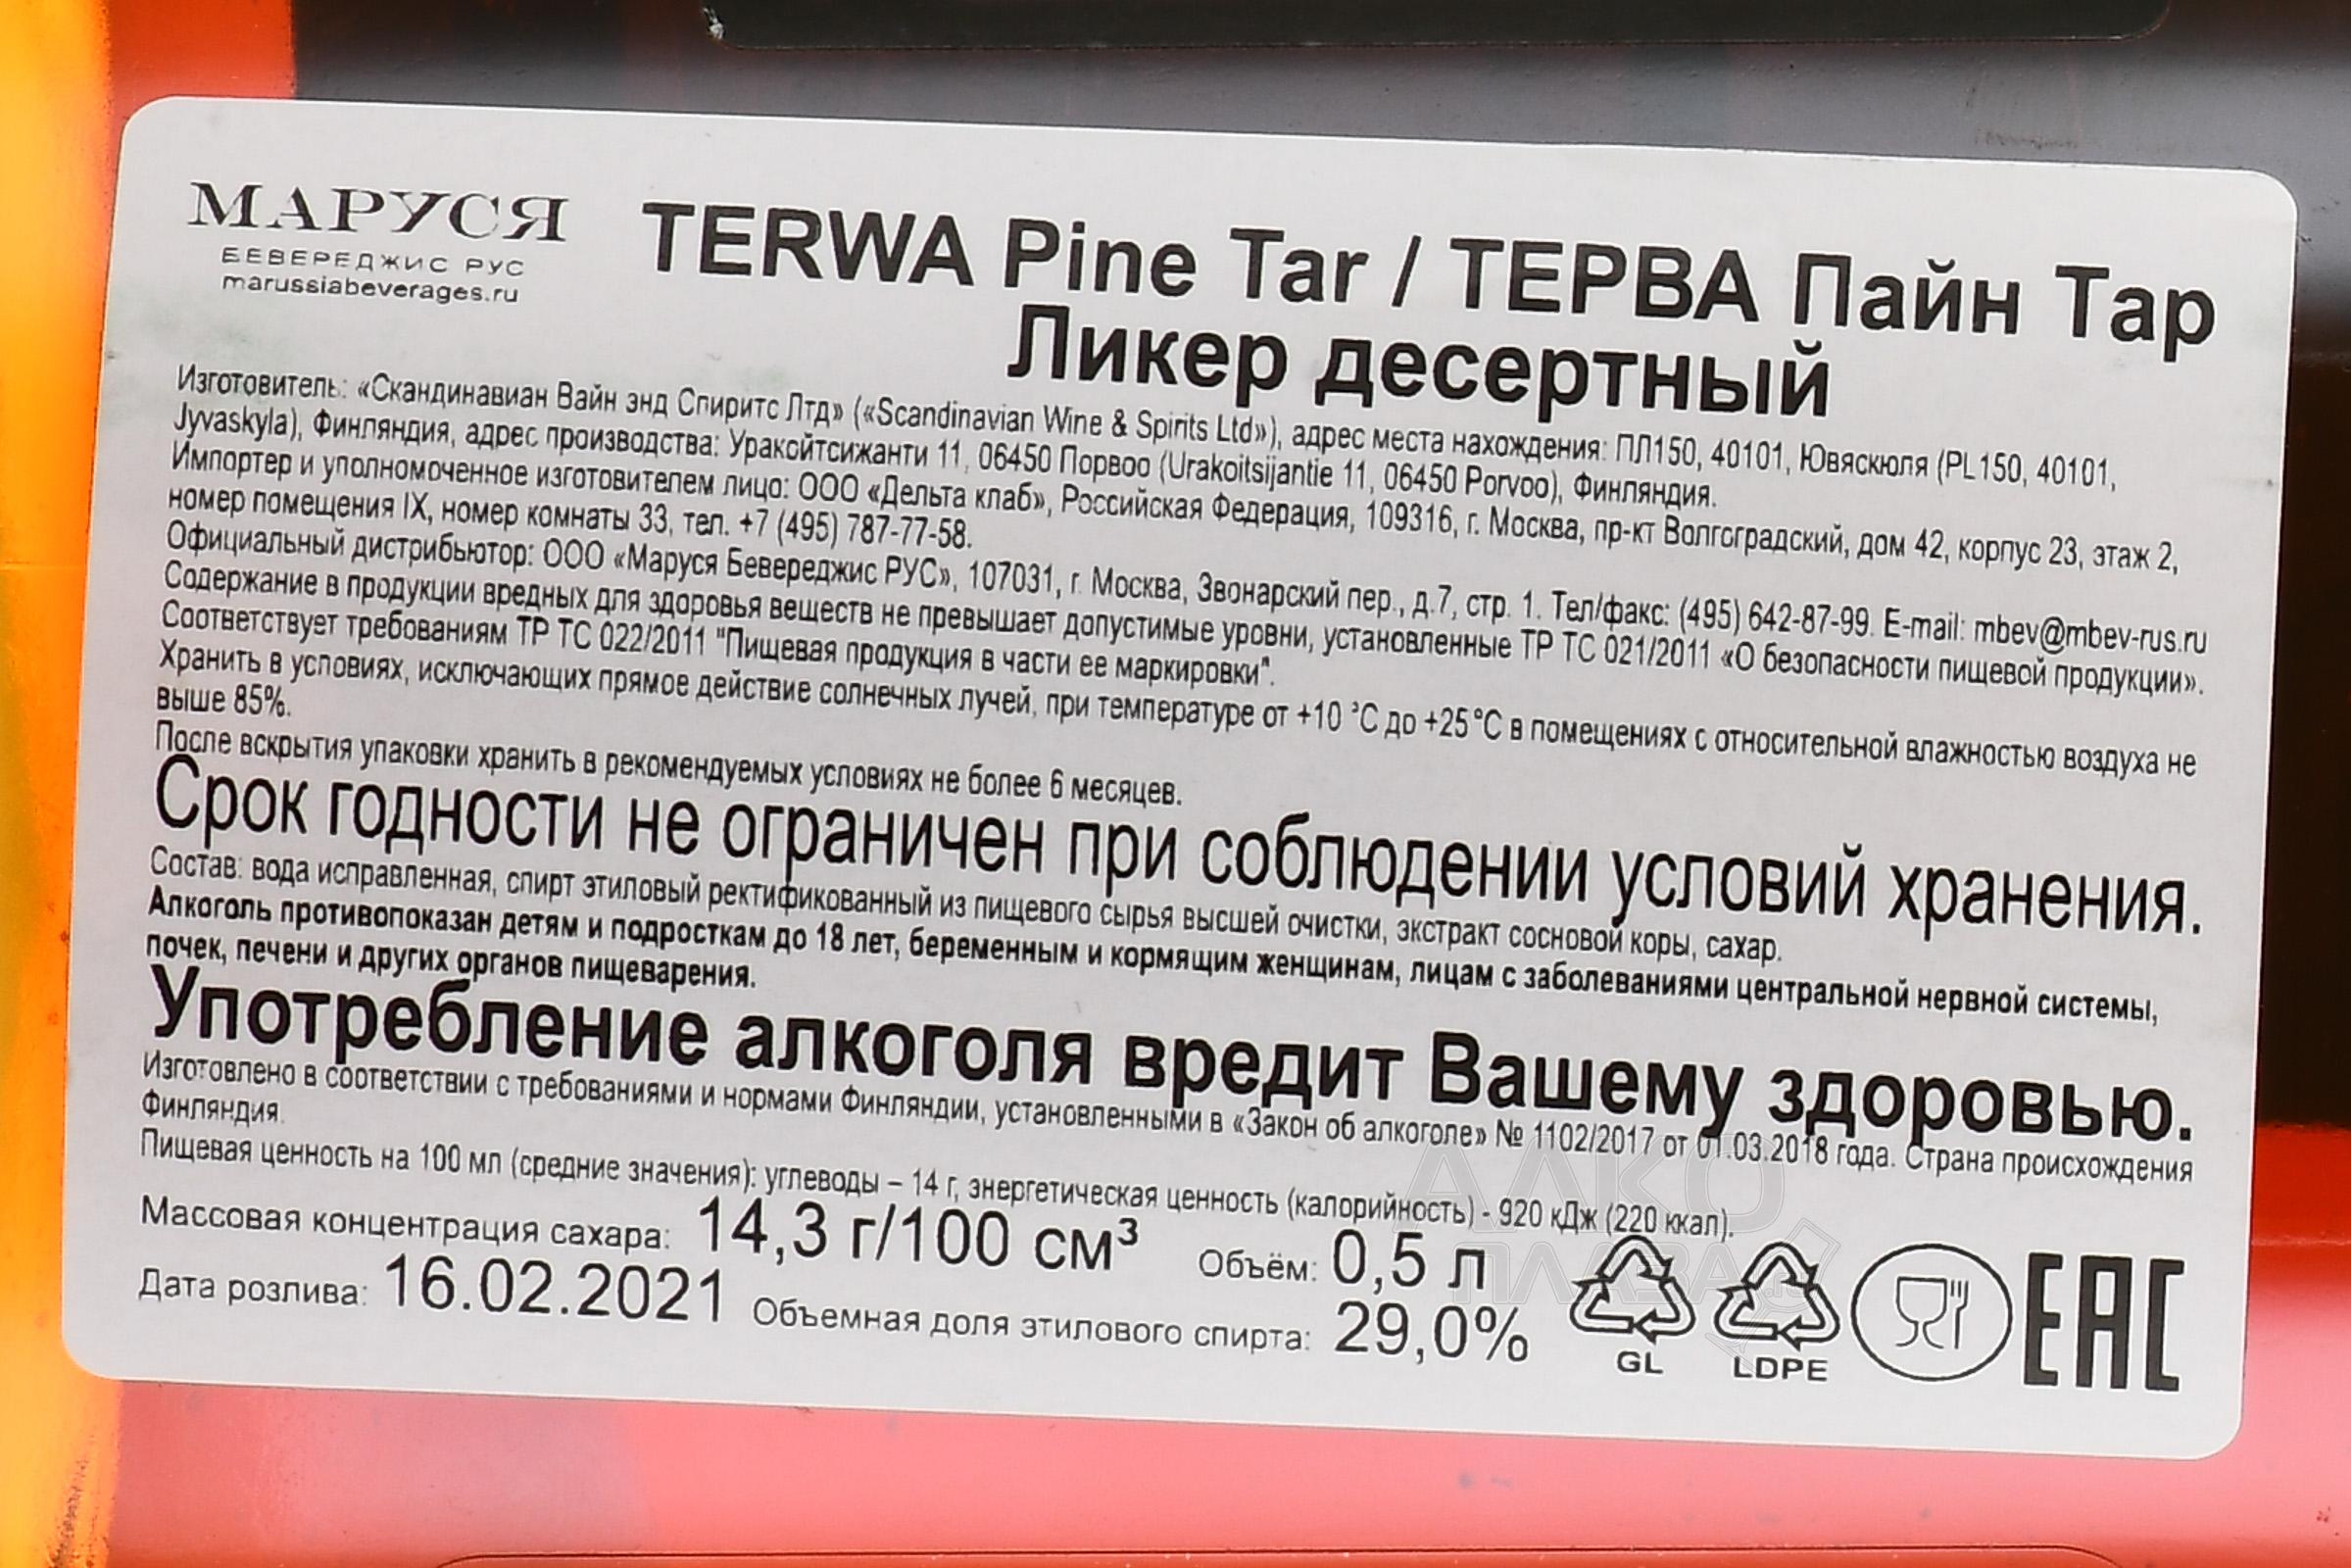 МАРУСЯ
БЕВЕРЕДЖИС РУС
marussiabeverages.ru
TERWA Pine Tar / ТЕРВА Пайн Тар
Ликер десертный
Изготовитель: «Скандинавиан Вайн энд Спиритс Лтд» («Scandinavian Wine & Spirits Ltd»), адрес места нахождения: ПЛ150, 40101, Ювяскюля (PL150, 40101,
Jyvaskyla), Финляндия, адрес производства: Уракойтсижанти 11, 06450 Порвоо (Urakoitsijantie 11, 06450 Porvoo), Финляндия.
Импортер и уполномоченное изготовителем лицо: ООО «Дельта клаб», Российская Федерация, 109316, г. Москва, пр-кт Волгоградский, дом 42, корпус 23, этаж 2,
номер помещения IX, номер комнаты 33, тел. +7 (495) 787-77-58.
Официальный дистрибьютор: ООО «Маруся Бевереджис РУС», 107031, г. Москва, Звонарский пер., д.7, стр. 1. Тел/факс: (495) 642-87-99. E-mail: mbev@mbev-rus.ru
Содержание в продукции вредных для здоровья веществ не превышает допустимые уровни, установленные ТР ТС 021/2011 «О безопасности пищевой продукции».
Соответствует требованиям ТР ТС 022/2011 "Пищевая продукция в части ее маркировки".
Хранить в условиях, исключающих прямое действие солнечных лучей, при температуре от +10 °С до +25°С в помещениях с относительной влажностью воздуха не
выше 85%.
После вскрытия упаковки хранить в рекомендуемых условиях не более 6 месяцев.
Срок годности не ограничен при соблюдении условий хранения.
Состав: вода исправленная, спирт этиловый ректификованный из пищевого сырья высшей очистки, экстракт сосновой коры, сахар.
Алкоголь противопоказан детям и подросткам до 18 лет, беременным и кормящим женщинам, лицам с заболеваниями центральной нервной системы,
почек, печени и других органов пищеварения.
Употребление алкоголя вредит Вашему здоровью.
Изготовлено в соответствии с требованиями и нормами Финляндии, установленными в «Закон об алкоголе» № 1102/2017 от 01.03.2018 года. Страна происхождения
Финляндия.
Пищевая ценность на 100 мл (средние значения): углеводы – 14 г, энергетическая ценность (калорийность) - 920 кДж (220 ккал).
Массовая концентрация сахара: 14,3 г/100 см³ Объём: 0,5 л
Дата розлива: 16.02.2021 Объемная доля этилового спирта: 29,0%
GL LDPE EAC
АЛКО
ПЛАЗА.RU